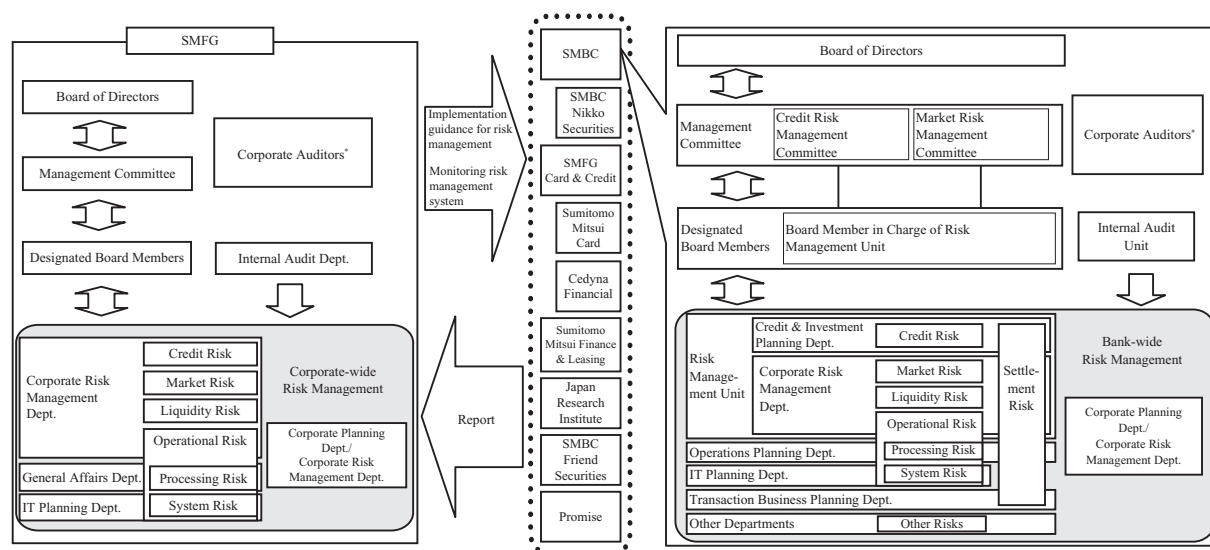 SMFG
Board of Directors
Management Committee
Designated Board Members
Corporate Auditors*
Internal Audit Dept.
Corporate Risk
Management
Dept.
General Affairs Dept.
IT Planning Dept.
Credit Risk
Market Risk
Liquidity Risk
Operational Risk
Processing Risk
System Risk
Corporate-wide
Risk Management
Corporate Planning
Dept./
Corporate Risk
Management Dept.
Implementation
guidance for risk
management
Monitoring risk
management
system
Report
SMBC
SMBC
Nikko
Securities
SMFG
Card & Credit
Sumitomo
Mitsui
Card
Cedyna
Financial
Sumitomo
Mitsui Finance
& Leasing
Japan
Research
Institute
SMBC
Friend
Securities
Promise
Board of Directors
Management
Committee
Credit Risk
Management
Committee
Market Risk
Management
Committee
Corporate Auditors*
Designated
Board Members
Board Member in Charge of Risk
Management Unit
Internal Audit
Unit
Risk
Manage-
ment Unit
Credit & Investment
Planning Dept.
Credit Risk
Corporate Risk
Management
Dept.
Market Risk
Liquidity Risk
Operational Risk
Operations Planning Dept.
Processing Risk
IT Planning Dept.
System Risk
Transaction Business Planning Dept.
Other Departments
Other Risks
Settle-
ment
Risk
Bank-wide
Risk Management
Corporate Planning
Dept./
Corporate Risk
Management Dept.